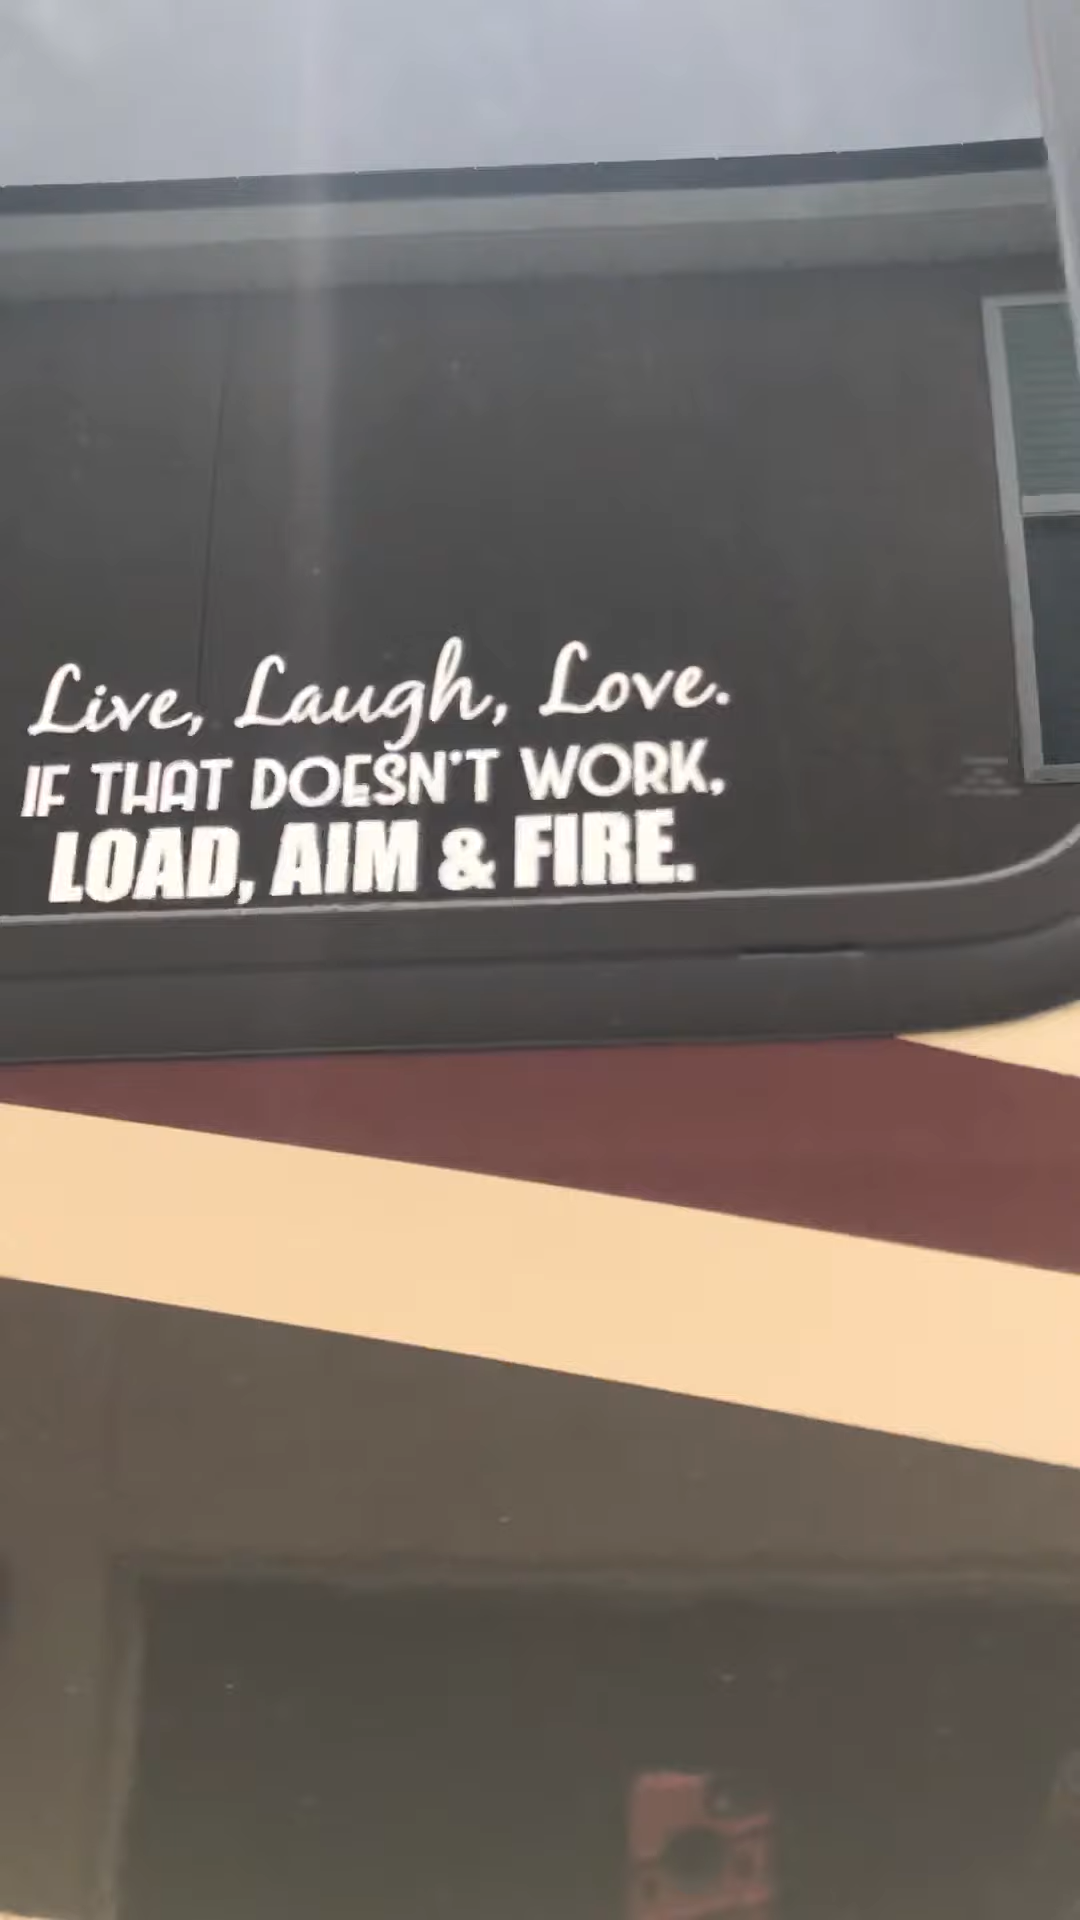 Live, Laugh, Love.
IF THAT DOESN'T WORK,
LOAD, AIM & FIRE.